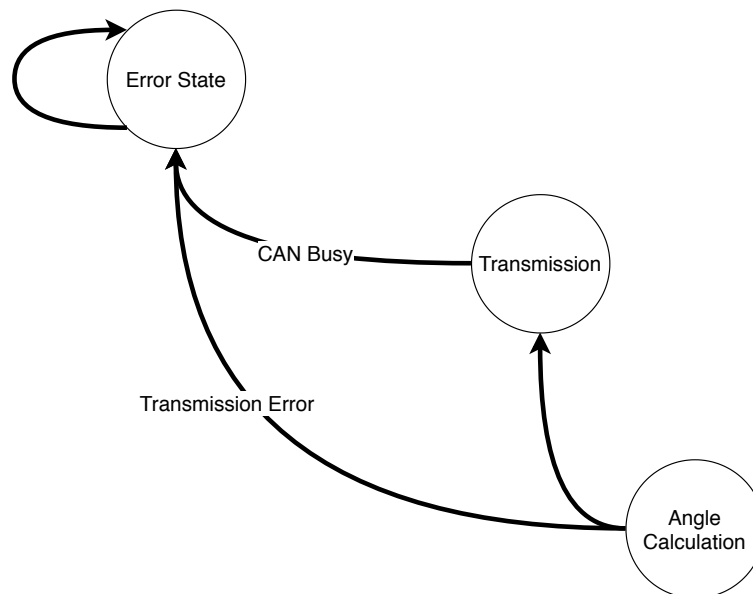 Error State
CAN Busy
Transmission
Transmission Error
Angle
Calculation